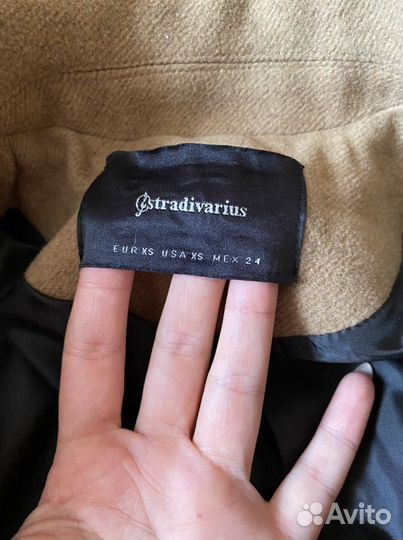 stradivarius
EUR XS USA XS MEX 24
Avito